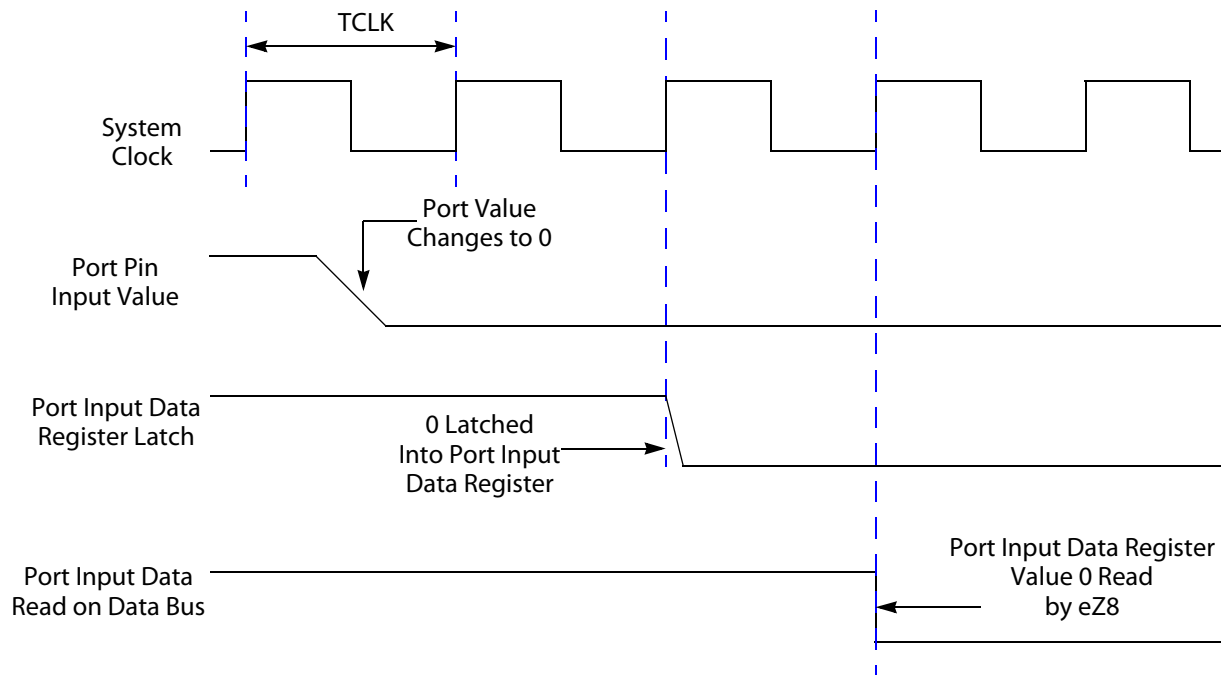 TCLK
System
Clock
Port Value
Changes to 0
Port Pin
Input Value
Port Input Data
Register Latch
0 Latched
Into Port Input
Data Register
Port Input Data Register
Value 0 Read
by eZ8
Port Input Data
Read on Data Bus